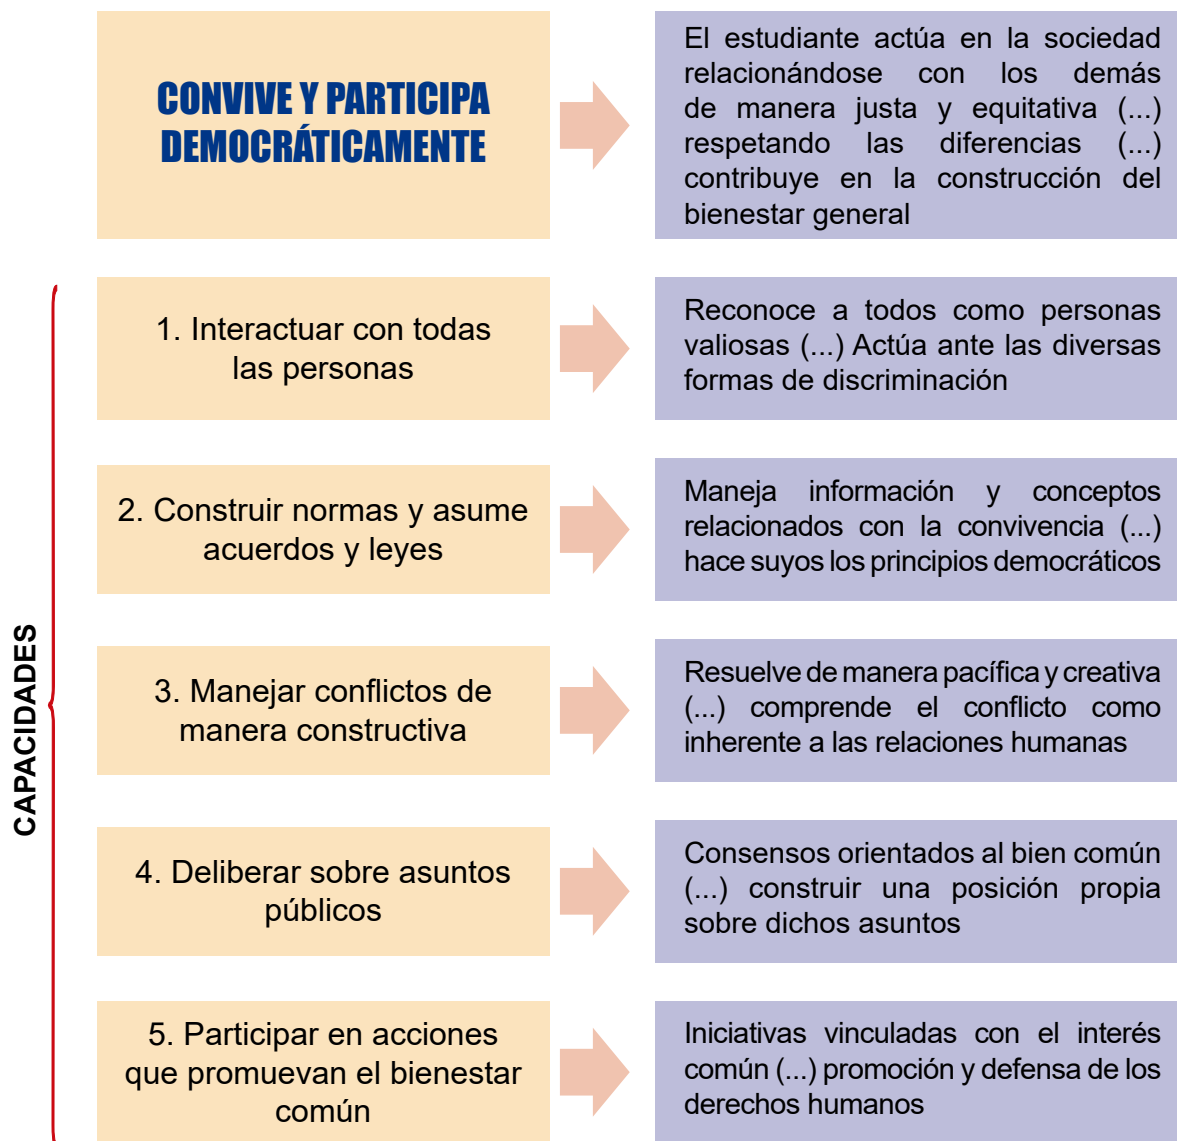 CONVIVE Y PARTICIPA
DEMOCRÁTICAMENTE
El estudiante actúa en la sociedad
relacionándose con los demás
de manera justa y equitativa (...)
respetando las diferencias (...)
contribuye en la construcción del
bienestar general
CAPACIDADES
1. Interactuar con todas
las personas
Reconoce a todos como personas
valiosas (...) Actúa ante las diversas
formas de discriminación
2. Construir normas y asume
acuerdos y leyes
Maneja información y conceptos
relacionados con la convivencia (...)
hace suyos los principios democráticos
3. Manejar conflictos de
manera constructiva
Resuelve de manera pacífica y creativa
(...) comprende el conflicto como
inherente a las relaciones humanas
4. Deliberar sobre asuntos
públicos
Consensos orientados al bien común
(...) construir una posición propia
sobre dichos asuntos
5. Participar en acciones
que promuevan el bienestar
común
Iniciativas vinculadas con el interés
común (...) promoción y defensa de los
derechos humanos